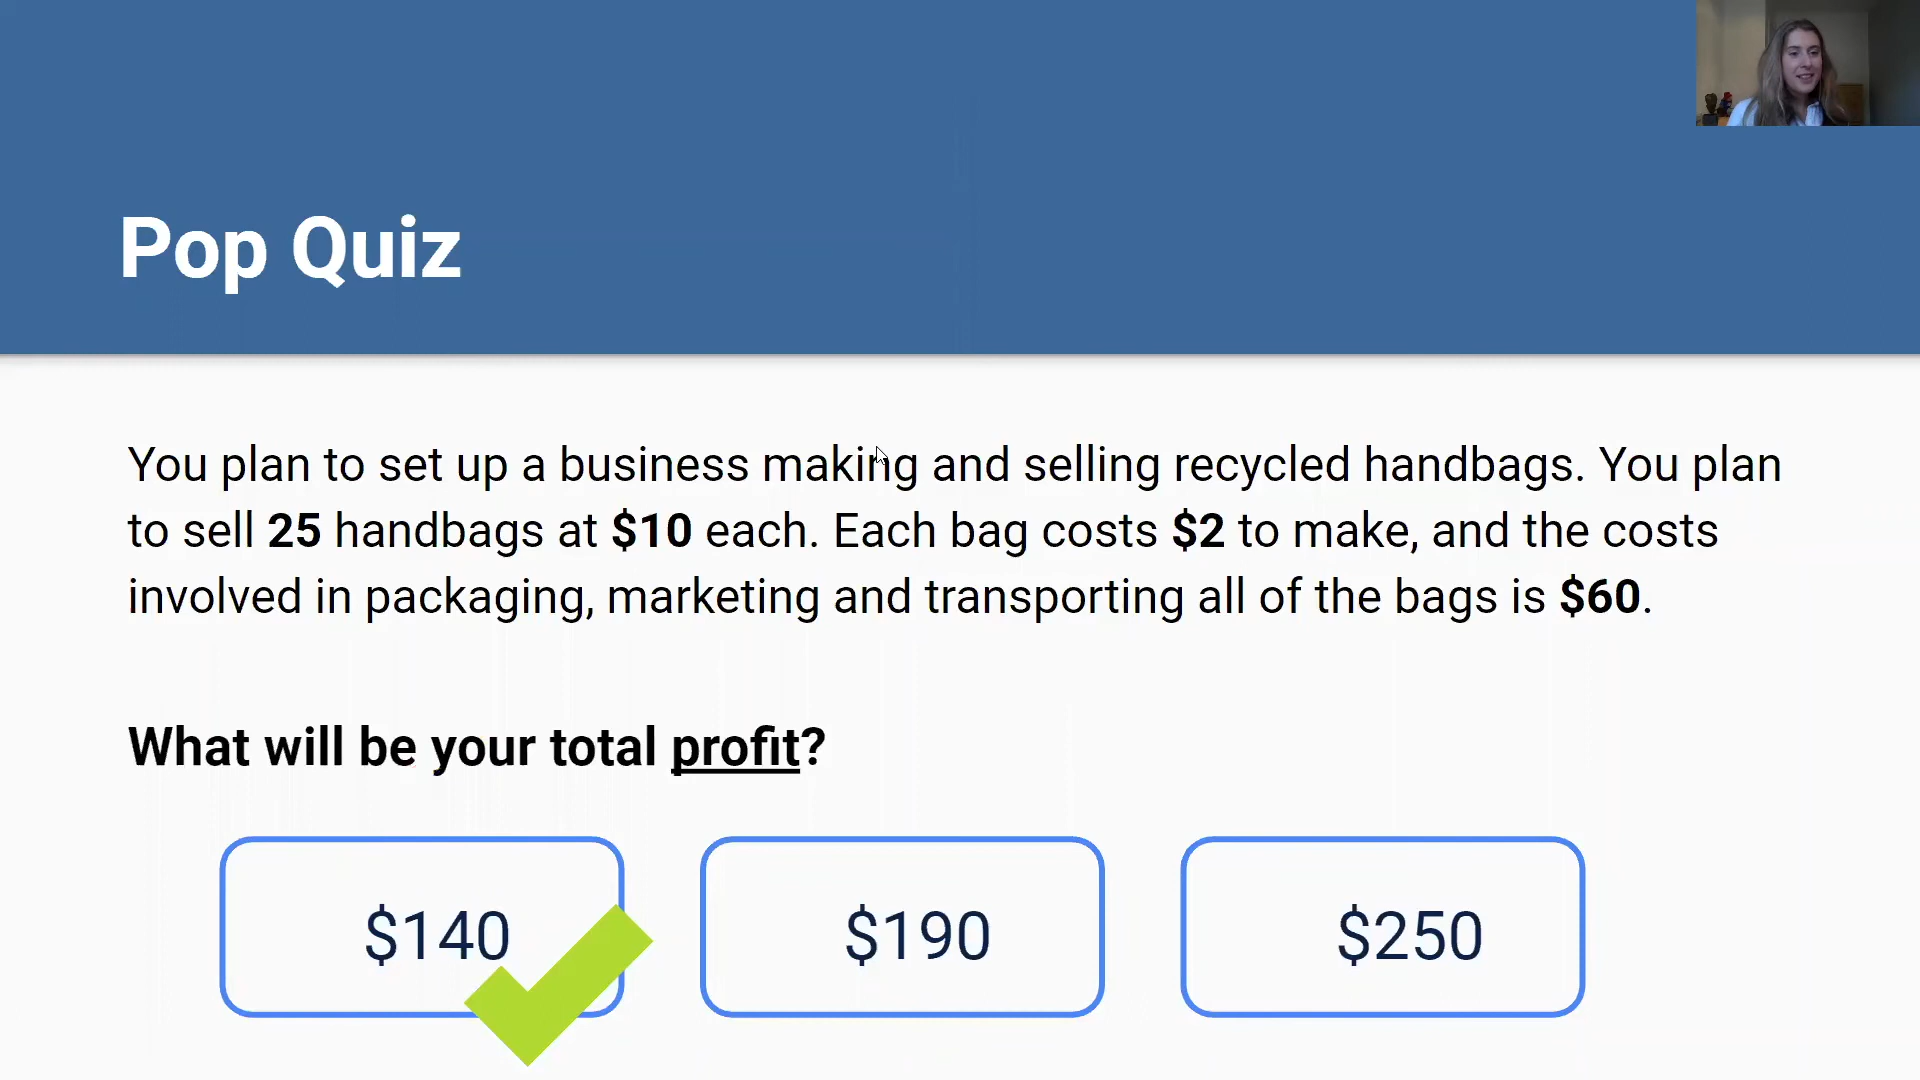 Pop Quiz
You plan to set up a business making and selling recycled handbags. You plan
to sell 25 handbags at $10 each. Each bag costs $2 to make, and the costs
involved in packaging, marketing and transporting all of the bags is $60.
What will be your total profit?
$140
$190
$250